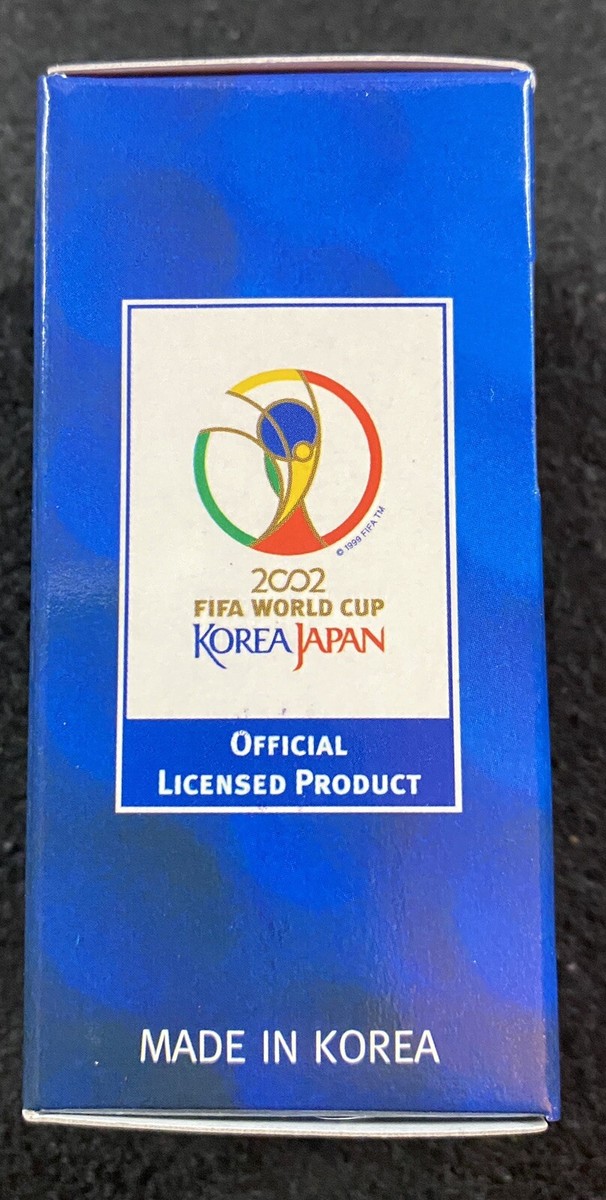 © 1999 FIFA TM
2002
FIFA WORLD CUP
KOREA JAPAN
OFFICIAL
LICENSED PRODUCT
MADE IN KOREA